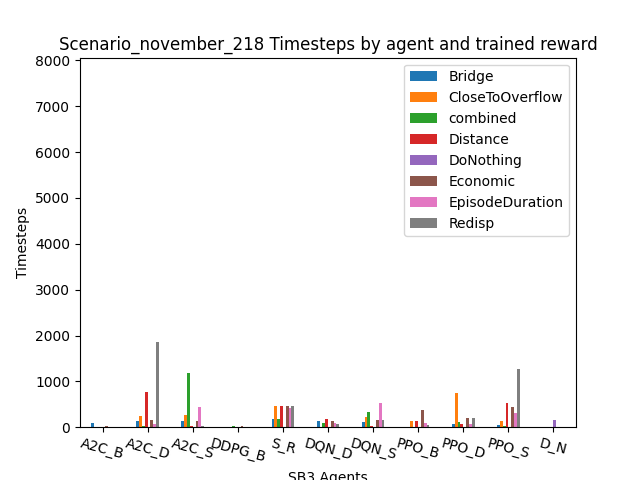 Scenario_november_218 Timesteps by agent and trained reward
8000
7000
6000
5000
4000
3000
2000
1000
0
Timesteps
Bridge
CloseToOverflow
combined
Distance
DoNothing
Economic
EpisodeDuration
Redisp
A2C_B
A2C_D
A2C_S
DDPG_B
S_R
DQN_D
DQN_S
PPO_B
PPO_D
PPO_S
D_N
SB3 Agents